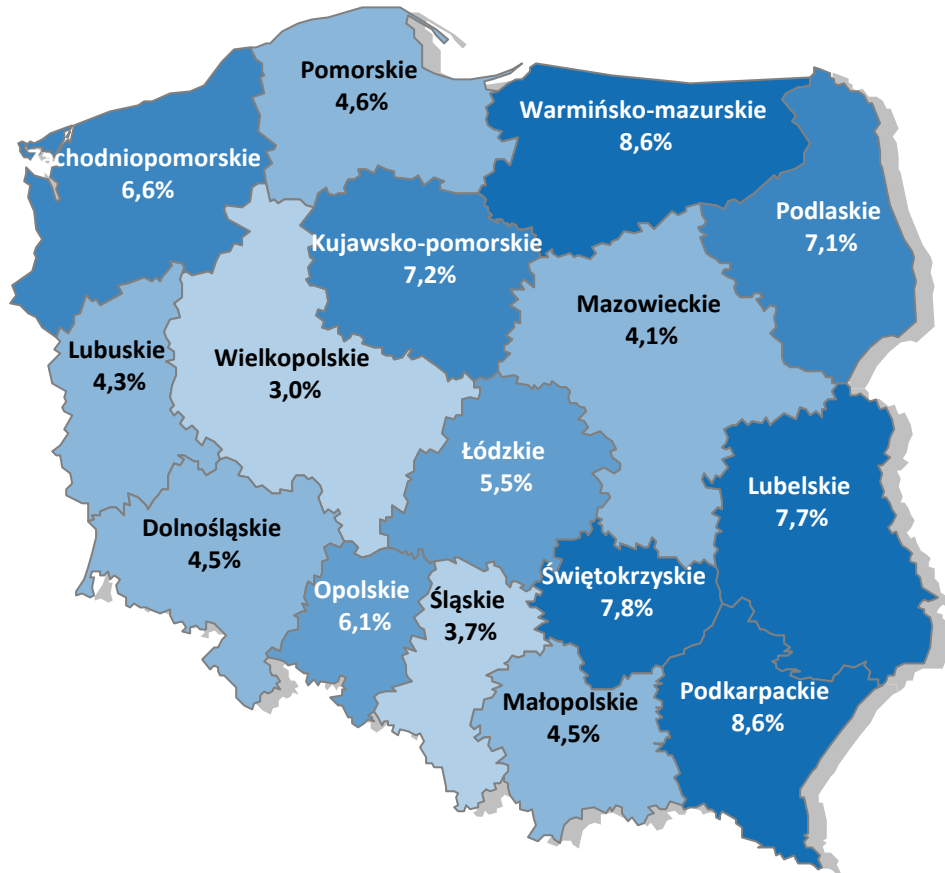 Pomorskie
4,6%
Warmińsko-mazurskie
8,6%
Zachodniopomorskie
6,6%
Podlaskie
7,1%
Kujawsko-pomorskie
7,2%
Mazowieckie
4,1%
Lubuskie
4,3%
Wielkopolskie
3,0%
Łódzkie
5,5%
Lubelskie
7,7%
Dolnośląskie
4,5%
Opolskie
6,1%
Śląskie
3,7%
Świętokrzyskie
7,8%
Małopolskie
4,5%
Podkarpackie
8,6%